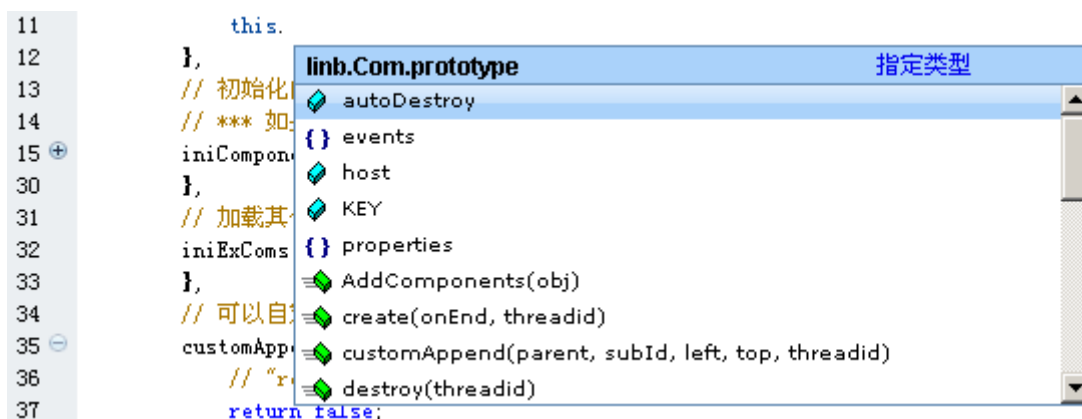 11 this.
12 },
linb.Com.prototype 指定类型
13 // 初始化
autoDestroy
14 // ***
{} events
15 iniCompon
host
30 },
KEY
31 // 加载其
{} properties
32 iniExComs
AddComponents(obj)
33 },
create(onEnd, threadid)
34 // 可以自
customAppend(parent, subId, left, top, threadid)
35 customApp
destroy(threadid)
36 // "r
37 return false;